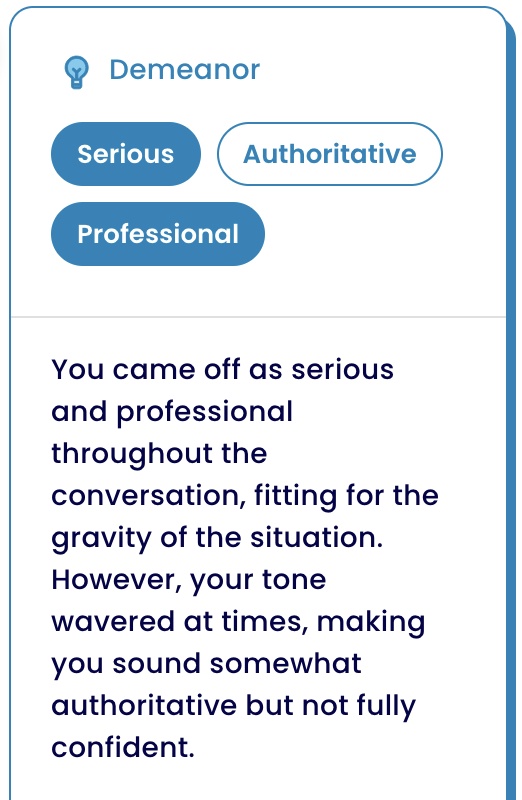 Demeanor
Serious Authoritative
Professional
You came off as serious
and professional
throughout the
conversation, fitting for the
gravity of the situation.
However, your tone
wavered at times, making
you sound somewhat
authoritative but not fully
confident.